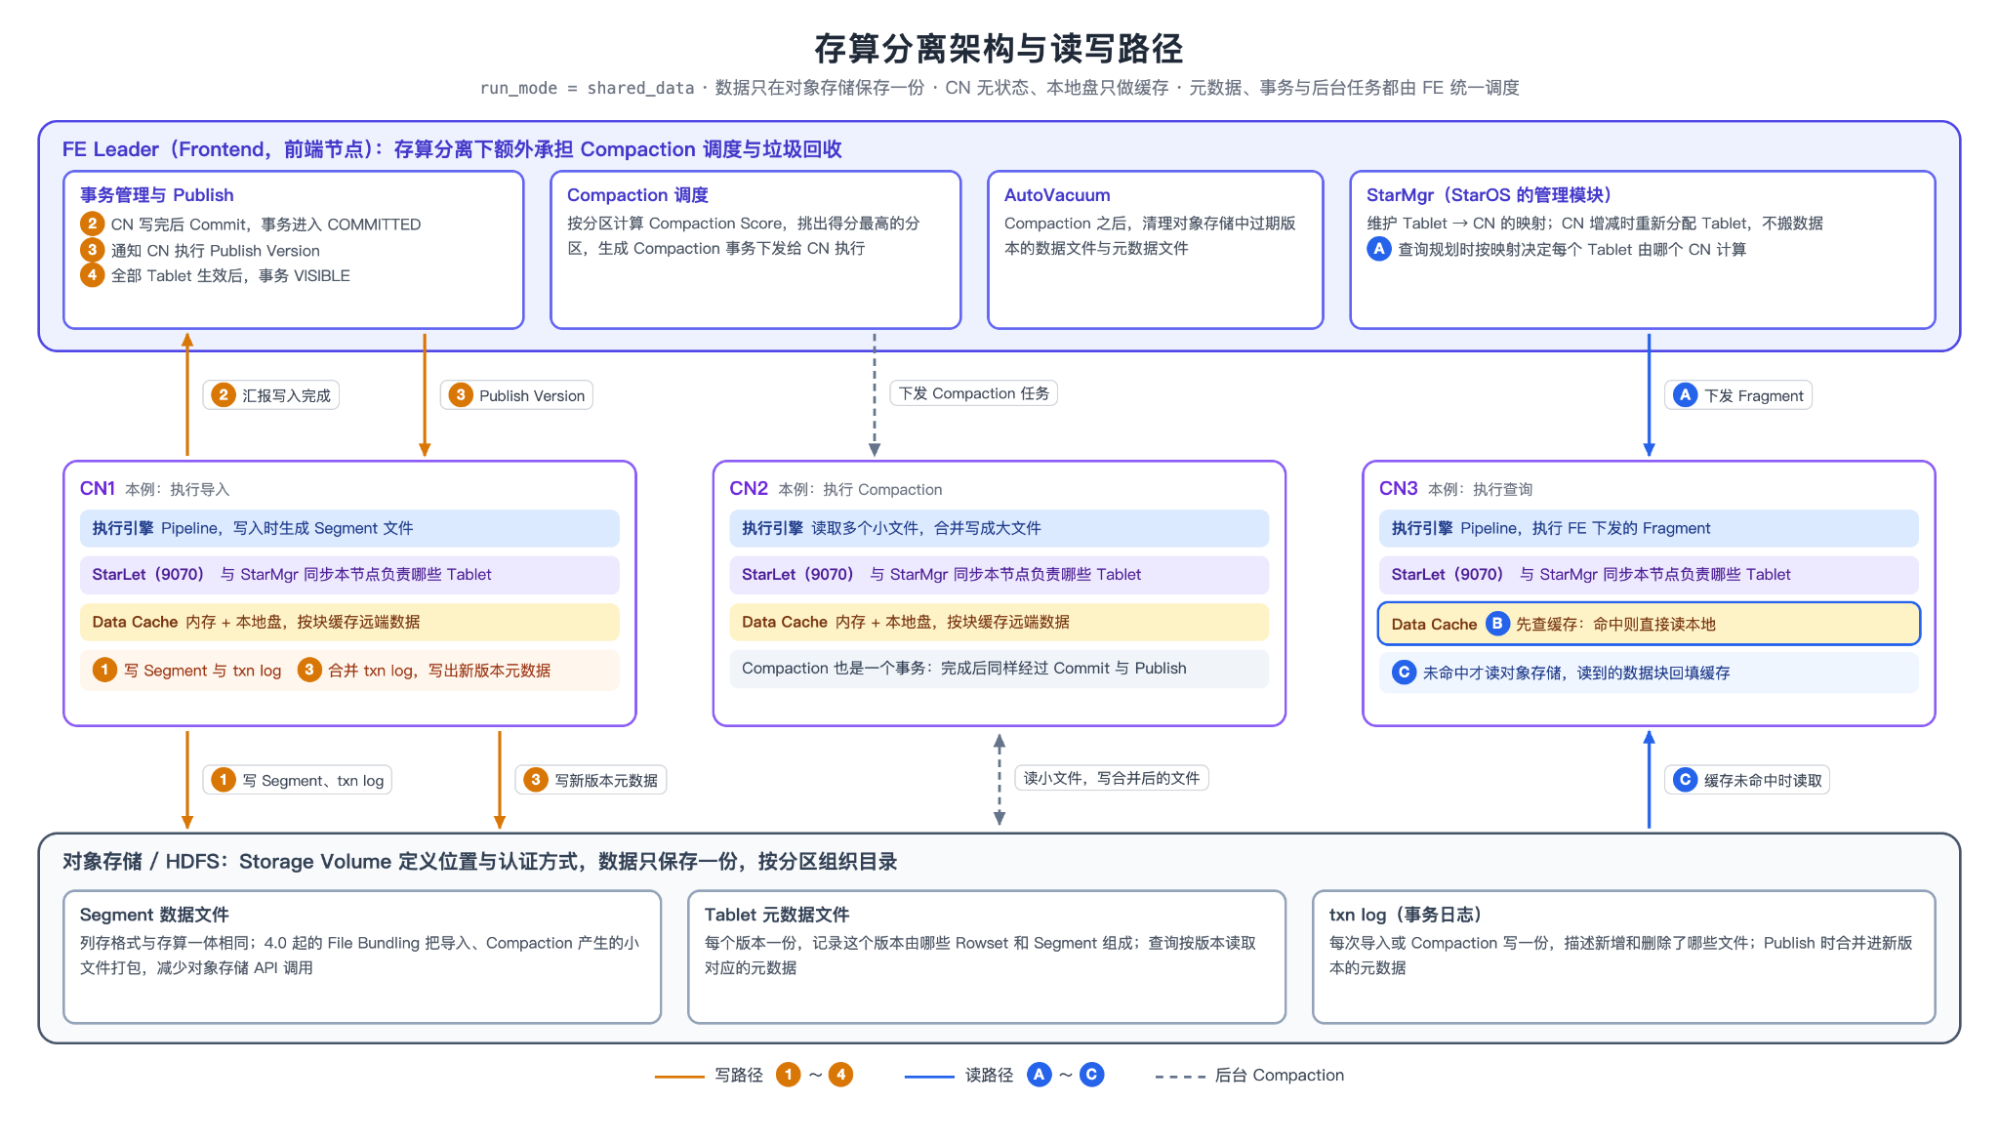 存算分离架构与读写路径
run_mode = shared_data · 数据只在对象存储保存一份 · CN 无状态、本地盘只做缓存 · 元数据、事务与后台任务都由 FE 统一调度
FE Leader（Frontend，前端节点）：存算分离下额外承担 Compaction 调度与垃圾回收
事务管理与 Publish
2 CN 写完后 Commit，事务进入 COMMITTED
3 通知 CN 执行 Publish Version
4 全部 Tablet 生效后，事务 VISIBLE
Compaction 调度
按分区计算 Compaction Score，挑出得分最高的分
区，生成 Compaction 事务下发给 CN 执行
AutoVacuum
Compaction 之后，清理对象存储中过期版
本的数据文件与元数据文件
StarMgr（StarOS 的管理模块）
维护 Tablet → CN 的映射；CN 增减时重新分配 Tablet，不搬数据
A 查询规划时按映射决定每个 Tablet 由哪个 CN 计算
2 汇报写入完成
3 Publish Version
下发 Compaction 任务
A 下发 Fragment
CN1 本例：执行导入
执行引擎 Pipeline，写入时生成 Segment 文件
StarLet（9070） 与 StarMgr 同步本节点负责哪些 Tablet
Data Cache 内存 + 本地盘，按块缓存远端数据
1 写 Segment 与 txn log 3 合并 txn log，写出新版本元数据
CN2 本例：执行 Compaction
执行引擎 读取多个小文件，合并写成大文件
StarLet（9070） 与 StarMgr 同步本节点负责哪些 Tablet
Data Cache 内存 + 本地盘，按块缓存远端数据
Compaction 也是一个事务：完成后同样经过 Commit 与 Publish
CN3 本例：执行查询
执行引擎 Pipeline，执行 FE 下发的 Fragment
StarLet（9070） 与 StarMgr 同步本节点负责哪些 Tablet
Data Cache B 先查缓存：命中则直接读本地
C 未命中才读对象存储，读到的数据块回填缓存
1 写 Segment、txn log
3 写新版本元数据
读小文件，写合并后的文件
C 缓存未命中时读取
对象存储 / HDFS：Storage Volume 定义位置与认证方式，数据只保存一份，按分区组织目录
Segment 数据文件
列存格式与存算一体相同；4.0 起的 File Bundling 把导入、Compaction 产生的小
文件打包，减少对象存储 API 调用
Tablet 元数据文件
每个版本一份，记录这个版本由哪些 Rowset 和 Segment 组成；查询按版本读取
对应的元数据
txn log（事务日志）
每次导入或 Compaction 写一份，描述新增和删除了哪些文件；Publish 时合并进新版
本的元数据
写路径 1 ～ 4
读路径 A ～ C
后台 Compaction